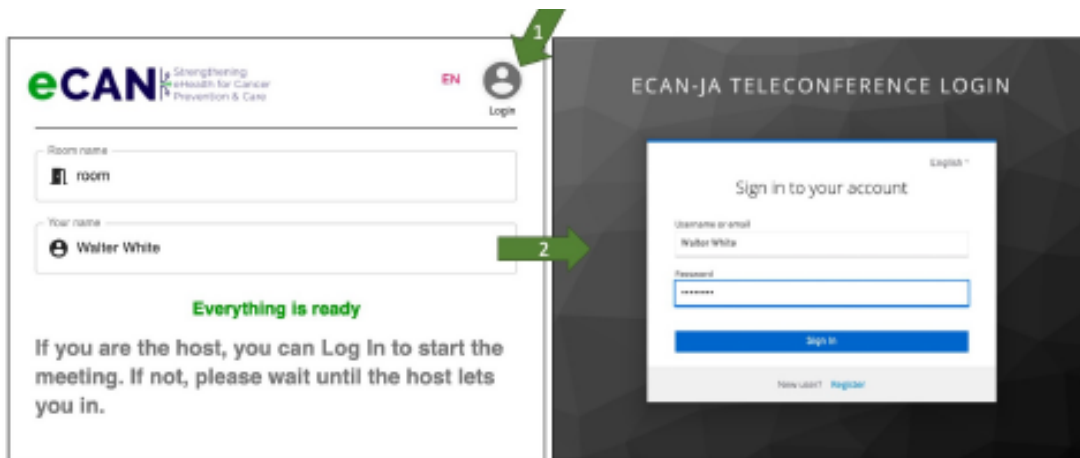 1
eCAN
Strengthening
eHealth for Cancer
Prevention & Care
EN
Login
Room name
room
Your name
Walter White
Everything is ready
If you are the host, you can Log In to start the
meeting. If not, please wait until the host lets
you in.
2
ECAN-JA TELECONFERENCE LOGIN
English
Sign in to your account
Username or email
Walter White
Password
••••••••
Sign In
New user? Register